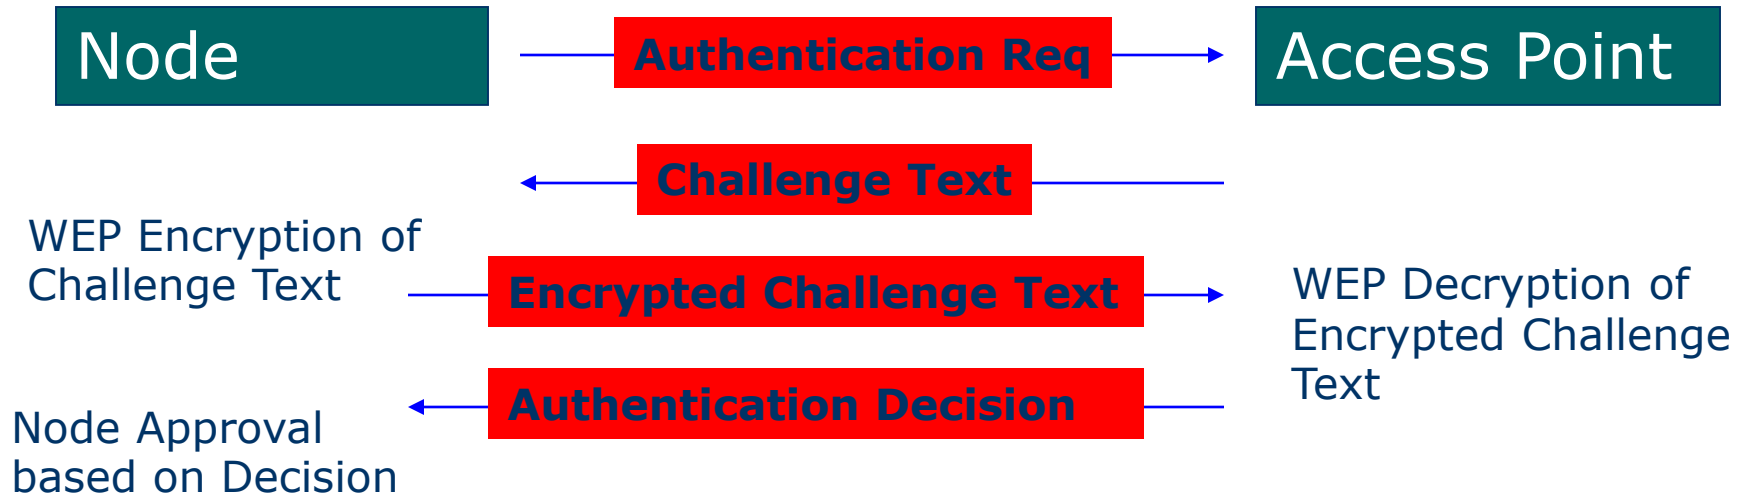 Node
Authentication Req
Access Point
Challenge Text
WEP Encryption of
Challenge Text
Encrypted Challenge Text
WEP Decryption of
Encrypted Challenge
Text
Authentication Decision
Node Approval
based on Decision